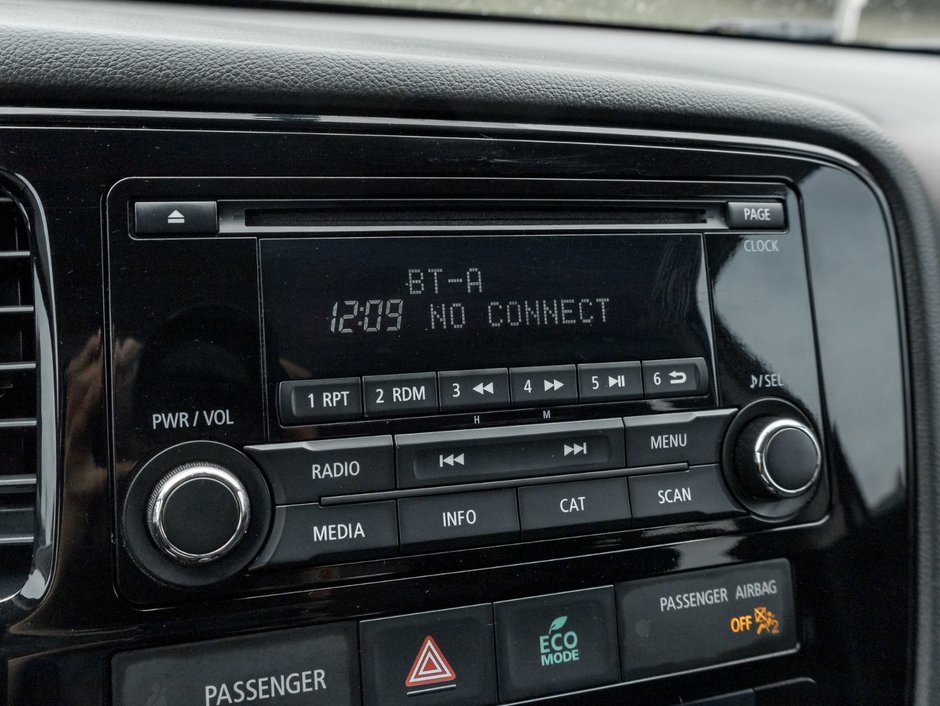 PAGE
CLOCK
BT-A
12:09 NO CONNECT
1 RPT 2 RDM 3 4 5 6
H M
♪/SEL
PWR / VOL
RADIO MENU
MEDIA INFO CAT SCAN
PASSENGER AIRBAG
OFF 2
ECO
MODE
PASSENGER